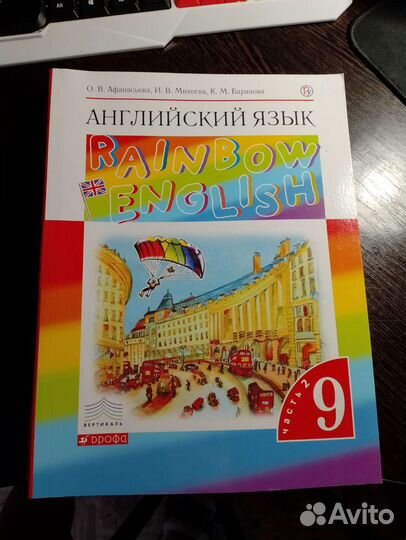 О. В. Афанасьева, И. В. Михеева, К. М. Баранова
АНГЛИЙСКИЙ ЯЗЫК
RAINBOW
ENGLISH
часть 2
9
ВЕРТИКАЛЬ
дрофа
Avito